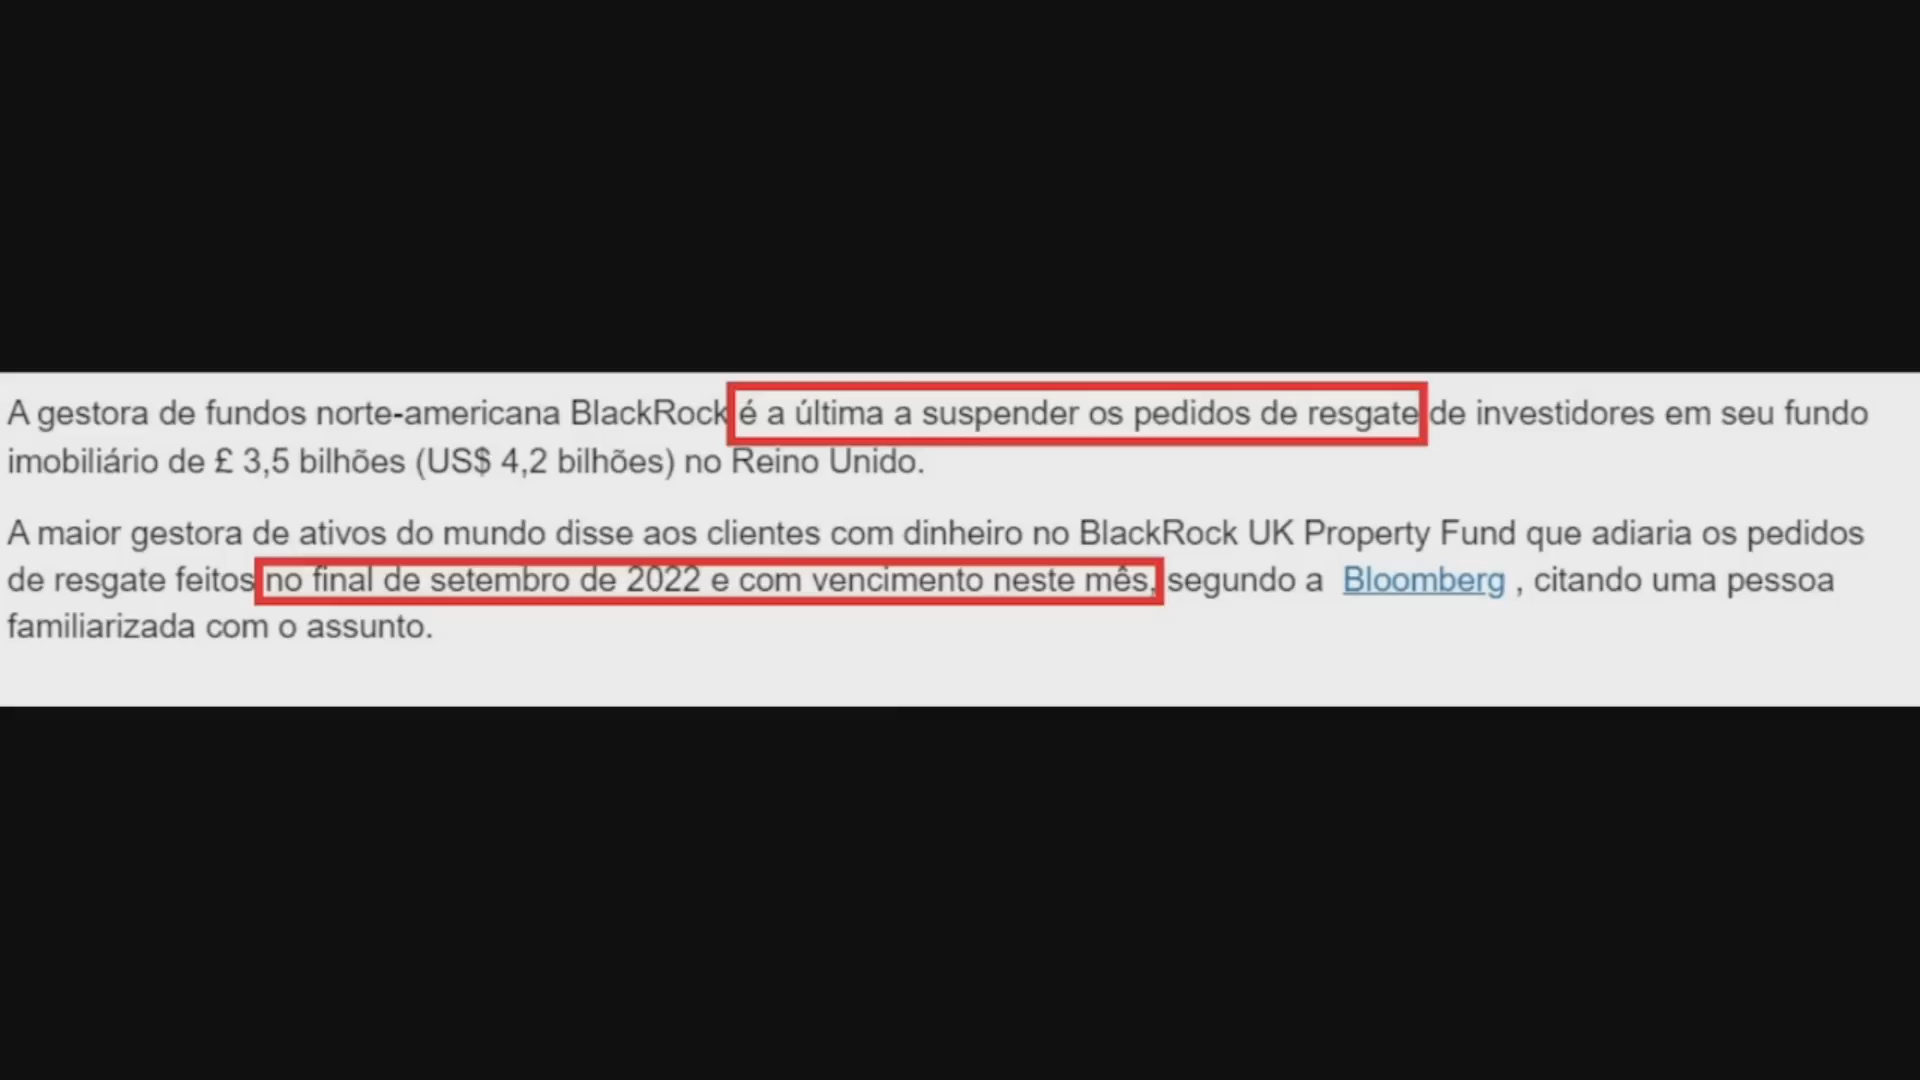 A gestora de fundos norte-americana BlackRock é a última a suspender os pedidos de resgate de investidores em seu fundo
imobiliário de £ 3,5 bilhões (US$ 4,2 bilhões) no Reino Unido.
A maior gestora de ativos do mundo disse aos clientes com dinheiro no BlackRock UK Property Fund que adiaria os pedidos
de resgate feitos no final de setembro de 2022 e com vencimento neste mês, segundo a Bloomberg , citando uma pessoa
familiarizada com o assunto.